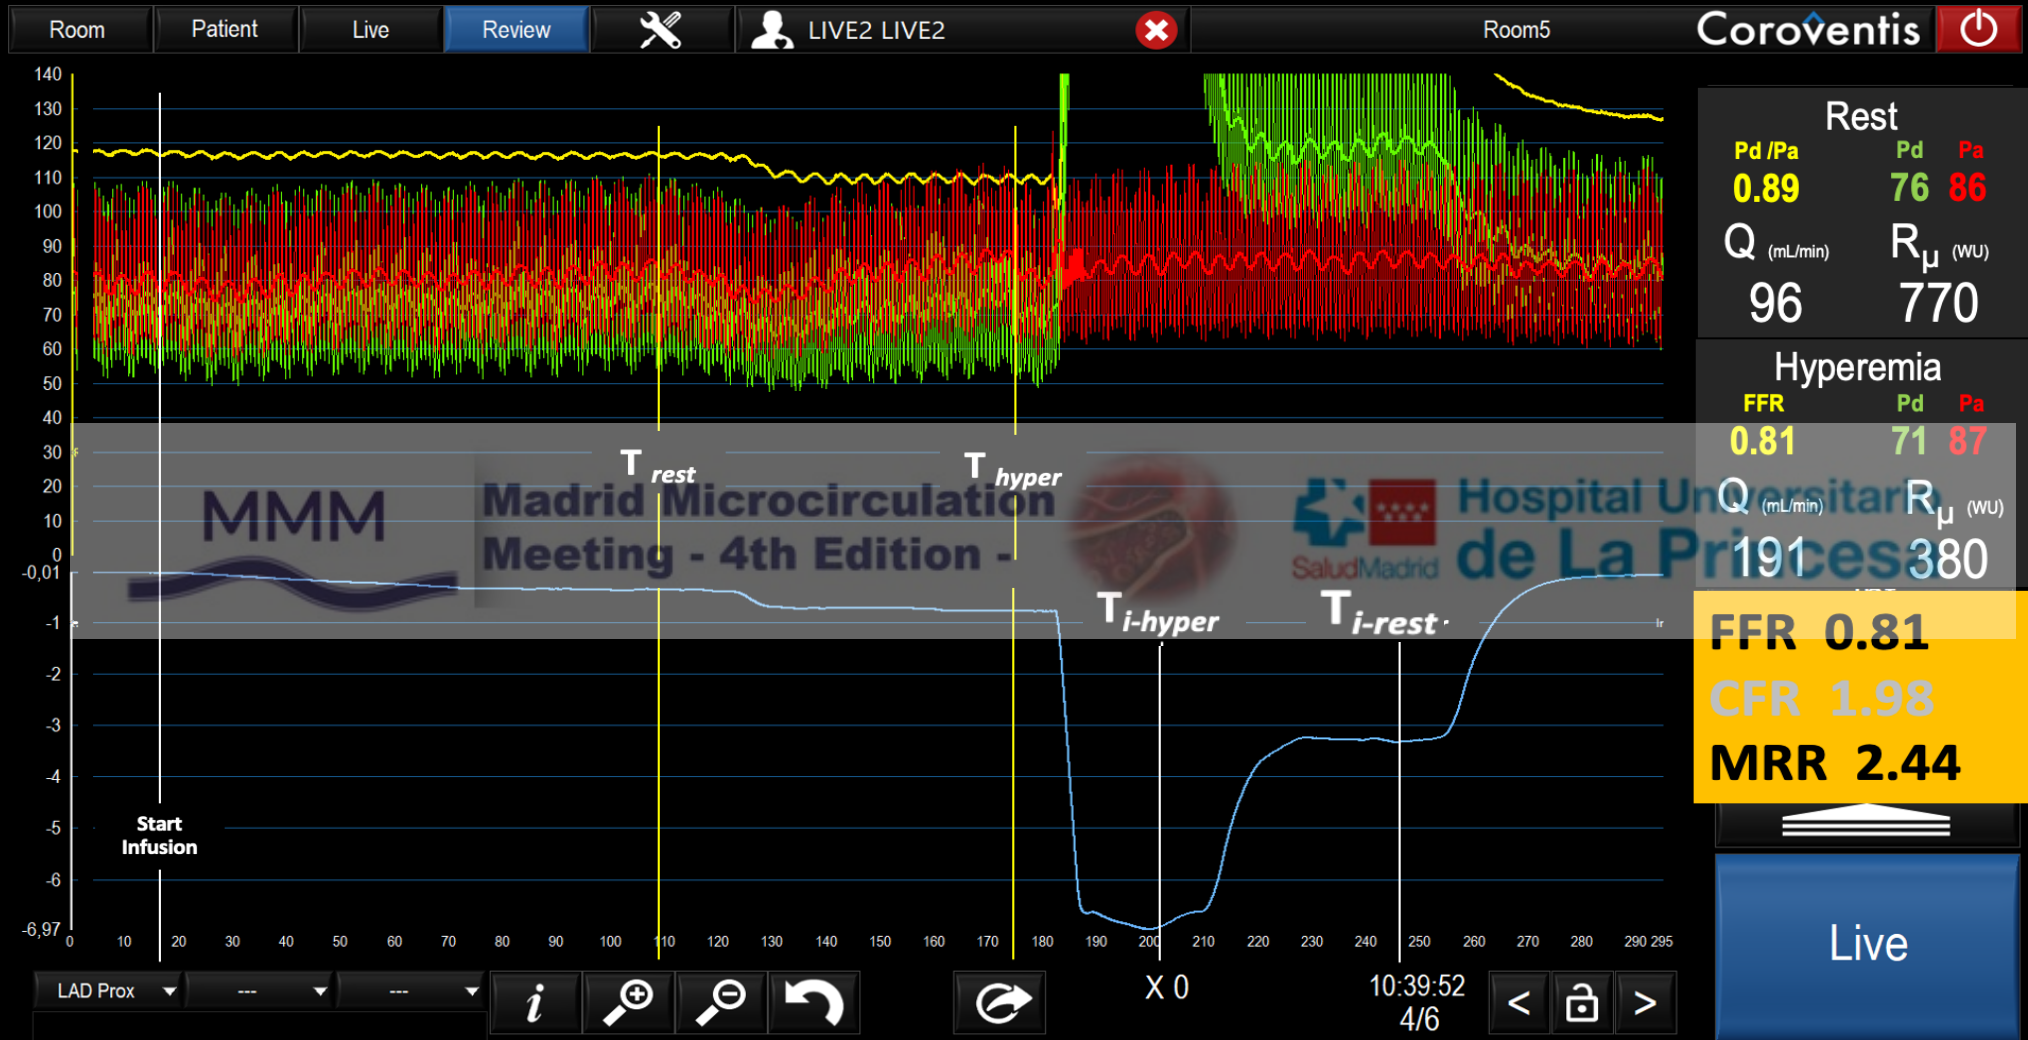 Room
Patient
Live
Review
LIVE2 LIVE2
Room5
Coroventis
140
130
120
110
100
90
80
70
60
50
40
30
20
10
0
-0,01
-1
-2
-3
-4
-5
-6
-6,97
T rest
T hyper
MMM
Madrid Microcirculation
Meeting - 4th Edition -
SaludMadrid
Hospital Universitario
de La Princesa
T i-hyper
T i-rest
Start
Infusion
0 10 20 30 40 50 60 70 80 90 100 110 120 130 140 150 160 170 180 190 200 210 220 230 240 250 260 270 280 290 295
Rest
Pd /Pa Pd Pa
0.89 76 86
Q (mL/min) Rµ (WU)
96 770
Hyperemia
FFR Pd Pa
0.81 71 87
Q (mL/min) Rµ (WU)
191 380
FFR 0.81
CFR 1.98
MRR 2.44
Live
LAD Prox
---
---
i
X 0
10:39:52
4/6
<
>